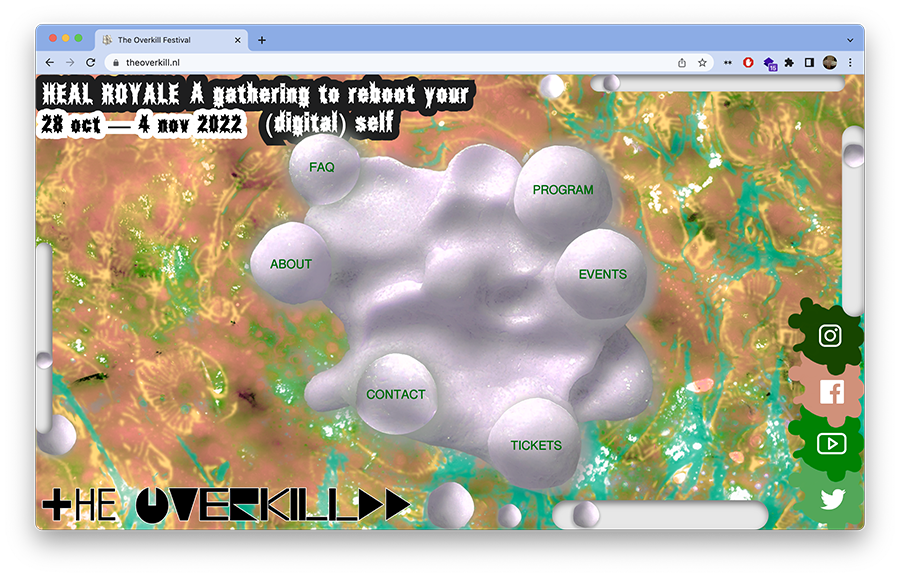 The Overkill Festival
theoverkill.nl
15
HEAL ROYALE A gathering to reboot your
28 oct — 4 nov 2022 (digital) self
FAQ
PROGRAM
ABOUT
EVENTS
CONTACT
TICKETS
THE OVERKILL